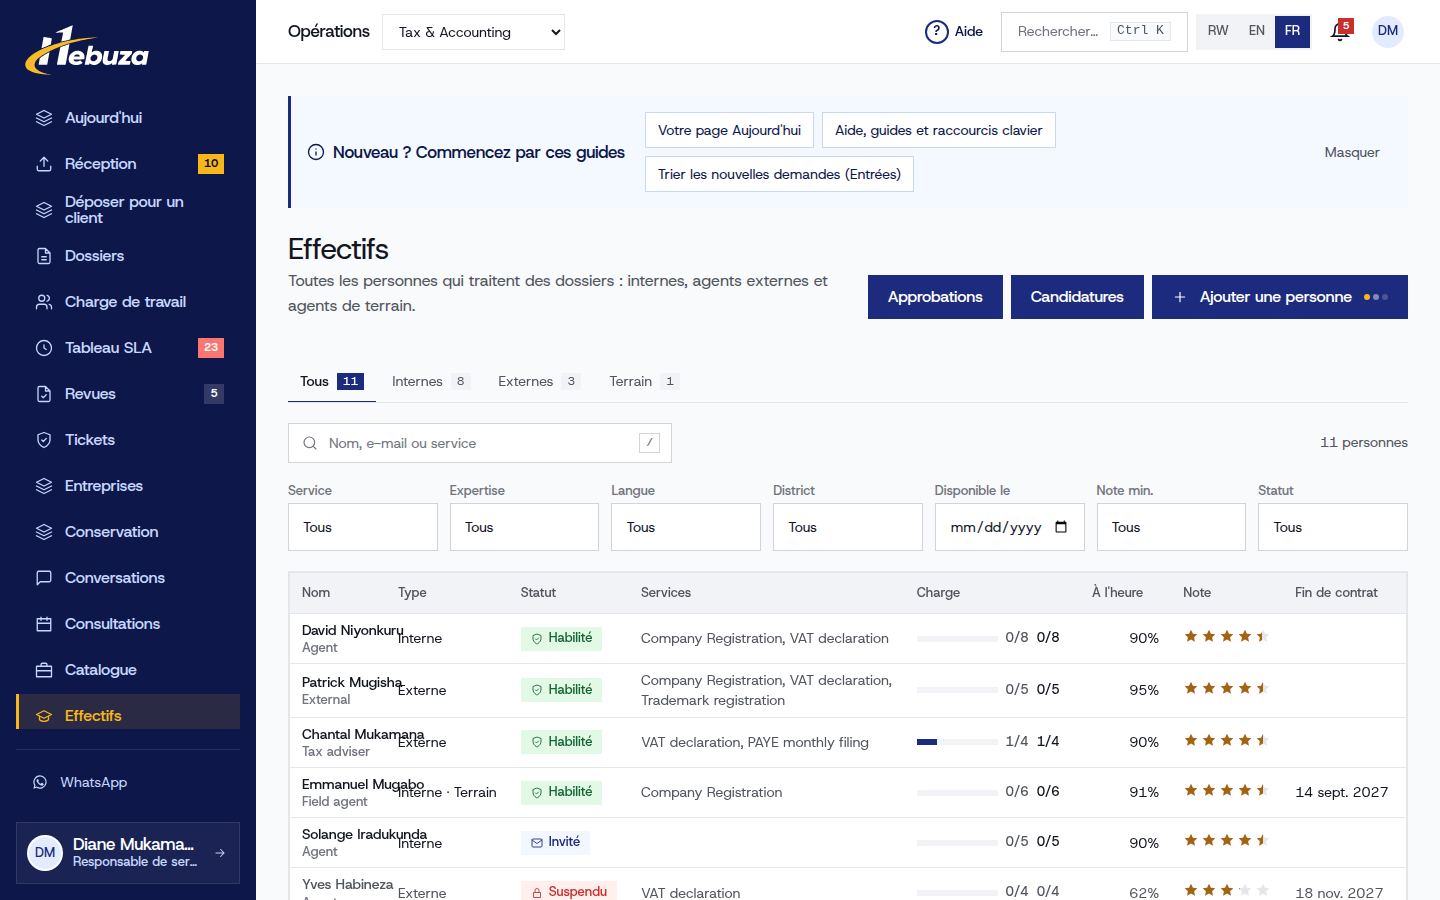 Hebuza
Opérations
Tax & Accounting
? Aide
Rechercher... Ctrl K
RW EN FR
5
DM
Aujourd'hui
Réception 10
Déposer pour un
client
Dossiers
Charge de travail
Tableau SLA 23
Revues 5
Tickets
Entreprises
Conservation
Conversations
Consultations
Catalogue
Effectifs
WhatsApp
DM Diane Mukama...
Responsable de ser...
Nouveau ? Commencez par ces guides
Votre page Aujourd'hui
Aide, guides et raccourcis clavier
Trier les nouvelles demandes (Entrées)
Masquer
Effectifs
Toutes les personnes qui traitent des dossiers : internes, agents externes et
agents de terrain.
Approbations
Candidatures
+ Ajouter une personne
Tous 11 Internes 8 Externes 3 Terrain 1
Nom, e-mail ou service /
11 personnes
Service Expertise Langue District Disponible le Note min. Statut
Tous Tous Tous Tous mm/dd/yyyy Tous Tous
Nom Type Statut Services Charge À l'heure Note Fin de contrat
David Niyonkuru Interne Habilité Company Registration, VAT declaration 0/8 0/8 90%
Agent
Patrick Mugisha Externe Habilité Company Registration, VAT declaration, 0/5 0/5 95%
External Trademark registration
Chantal Mukamana Externe Habilité VAT declaration, PAYE monthly filing 1/4 1/4 90%
Tax adviser
Emmanuel Mugabo Interne · Terrain Habilité Company Registration 0/6 0/6 91% 14 sept. 2027
Field agent
Solange Iradukunda Interne Invité 0/5 0/5 90%
Agent
Yves Habineza Externe Suspendu VAT declaration 0/4 0/4 62% 18 nov. 2027